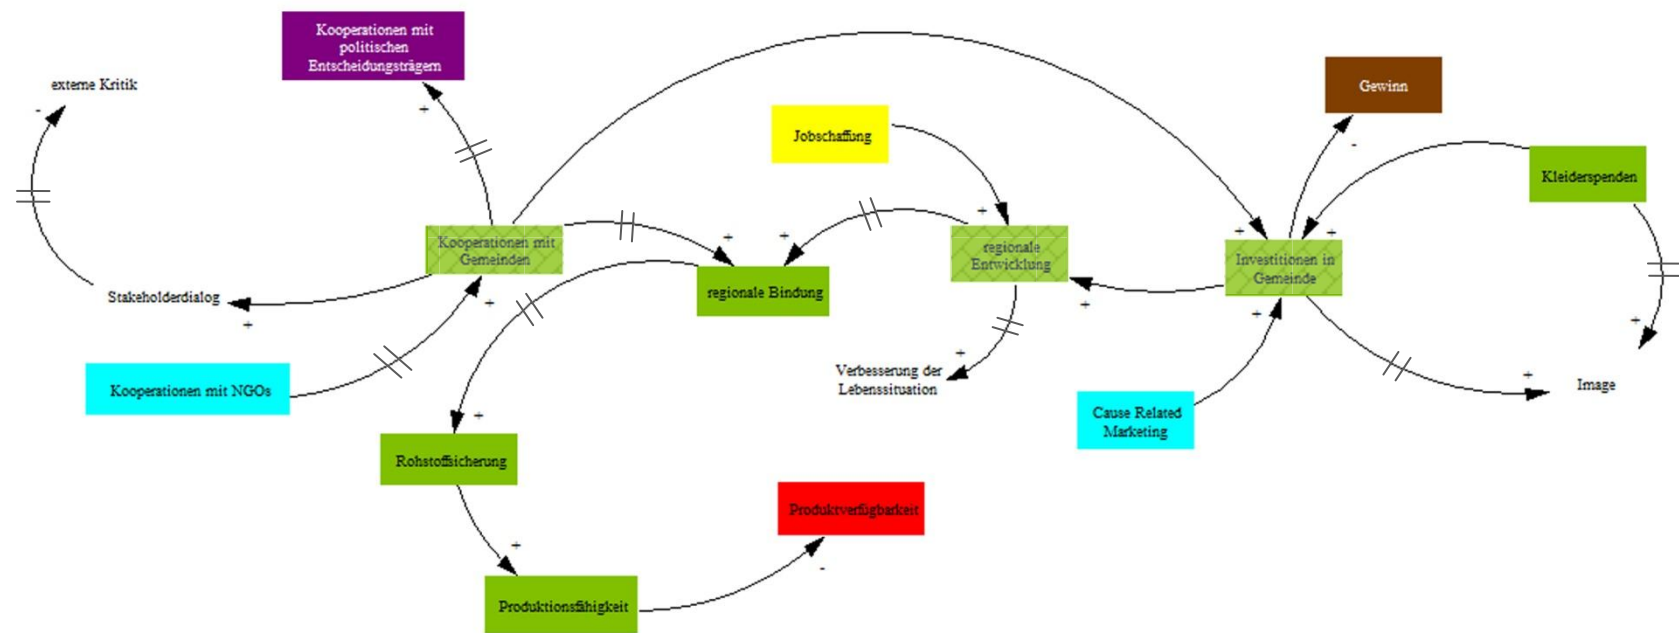 Kooperationen mit
politischen
Entscheidungsträgern
externe Kritik
-
+
Gewinn
-
Jobschaffung
Kleiderspenden
+
Kooperationen mit
Gemeinden
+
+
regionale
Entwicklung
+
+
Investitionen in
Gemeinde
regionale Bindung
Stakeholderdialog
+
+
+
+
+
Kooperationen mit NGOs
+
Verbesserung der
Lebenssituation
+
Image
Cause Related
Marketing
+
Rohstoffsicherung
Produktverfügbarkeit
+
-
Produktionsfähigkeit